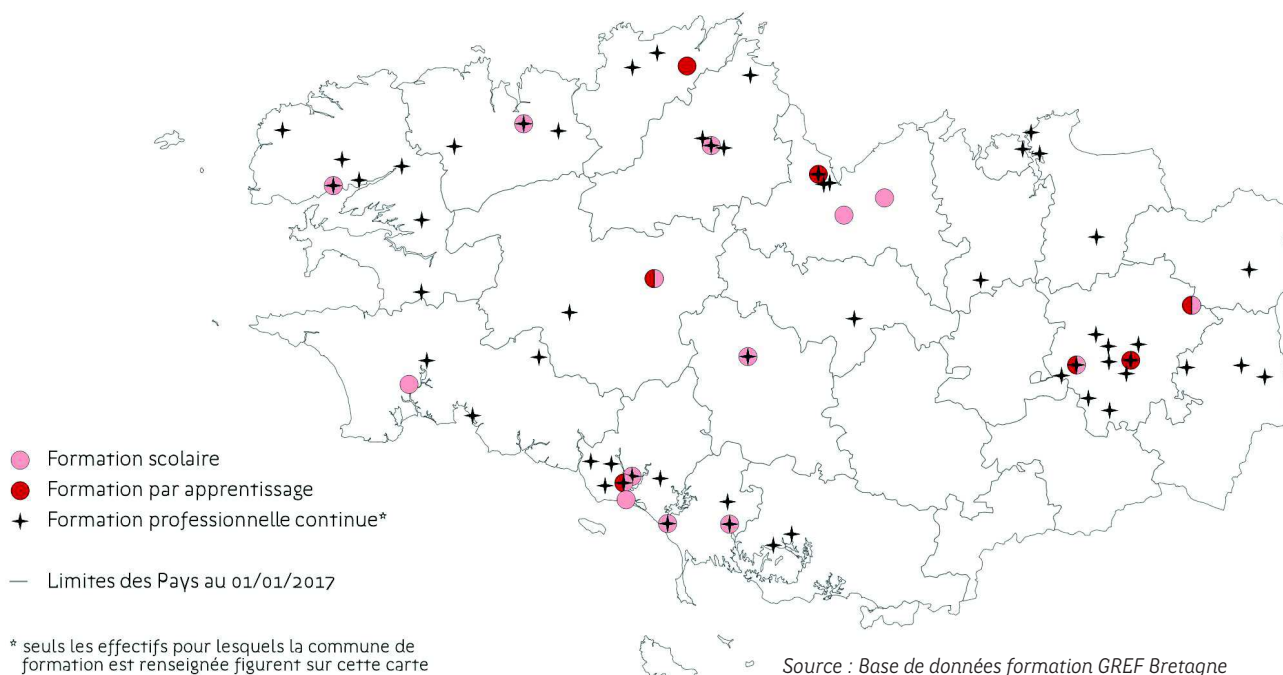 Formation scolaire
Formation par apprentissage
Formation professionnelle continue*
Limites des Pays au 01/01/2017
* seuls les effectifs pour lesquels la commune de
formation est renseignée figurent sur cette carte
Source : Base de données formation GREF Bretagne